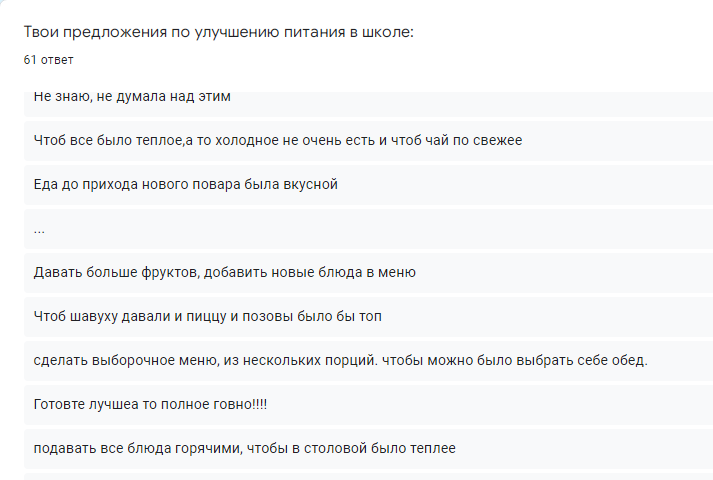 Твои предложения по улучшению питания в школе:
61 ответ
Не знаю, не думала над этим
Чтоб все было теплое,а то холодное не очень есть и чтоб чай по свежее
Еда до прихода нового повара была вкусной
...
Давать больше фруктов, добавить новые блюда в меню
Чтоб шавуху давали и пиццу и позовы было бы топ
сделать выборочное меню, из нескольких порций. чтобы можно было выбрать себе обед.
Готовте лучшеа то полное говно!!!!
подавать все блюда горячими, чтобы в столовой было теплее